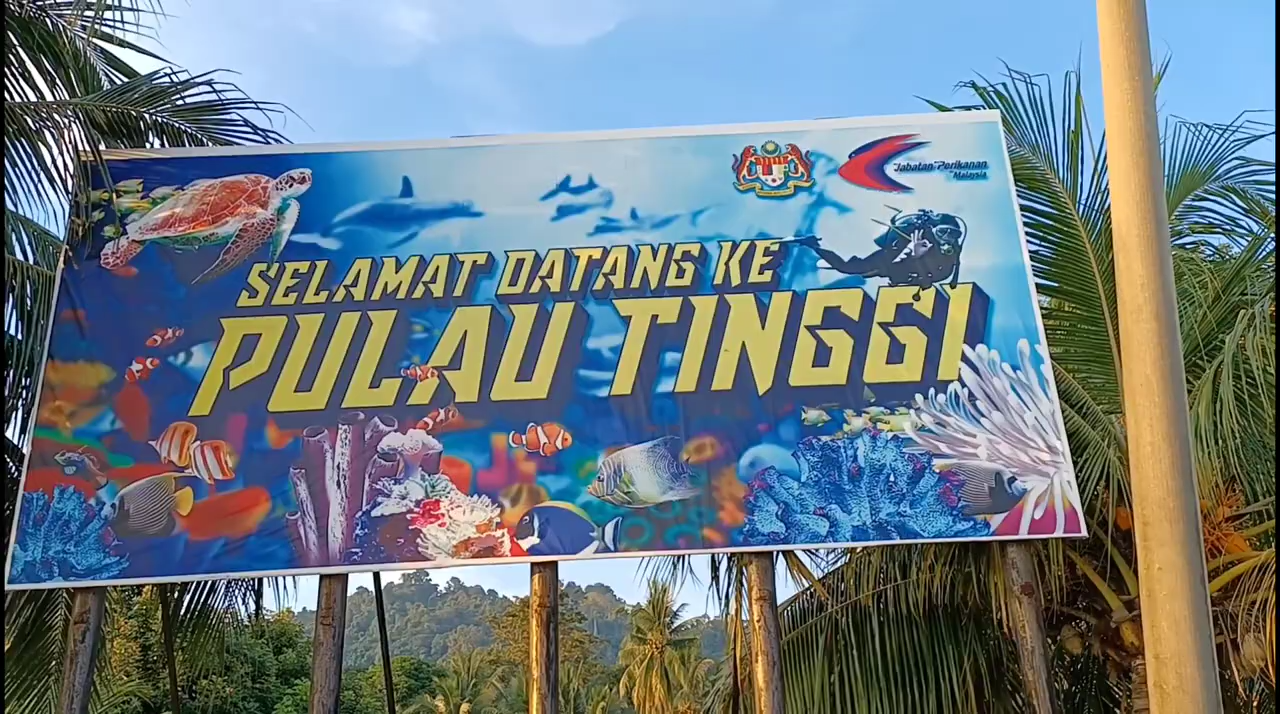 "Jabatan" Perikanan
Malaysia
SELAMAT DATANG KE
PULAU TINGGI